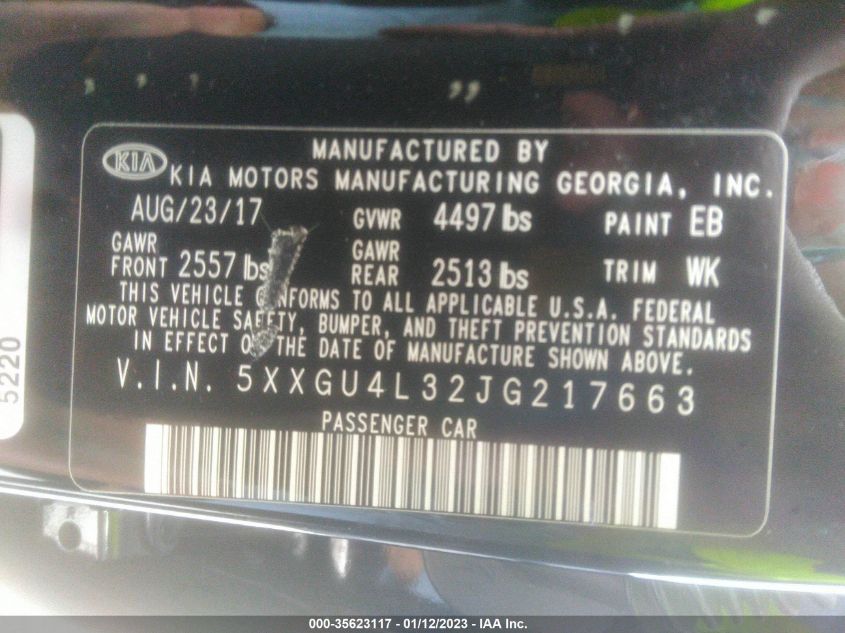 MANUFACTURED BY
KIA KIA MOTORS MANUFACTURING GEORGIA, INC.
AUG/23/17 GVWR 4497 lbs PAINT EB
GAWR FRONT 2557 lbs GAWR REAR 2513 lbs TRIM WK
THIS VEHICLE CONFORMS TO ALL APPLICABLE U.S.A. FEDERAL
MOTOR VEHICLE SAFETY, BUMPER, AND THEFT PREVENTION STANDARDS
IN EFFECT ON THE DATE OF MANUFACTURE SHOWN ABOVE.
V.I.N. 5XXGU4L32JG217663
PASSENGER CAR
5220
000-35623117 - 01/12/2023 - IAA Inc.